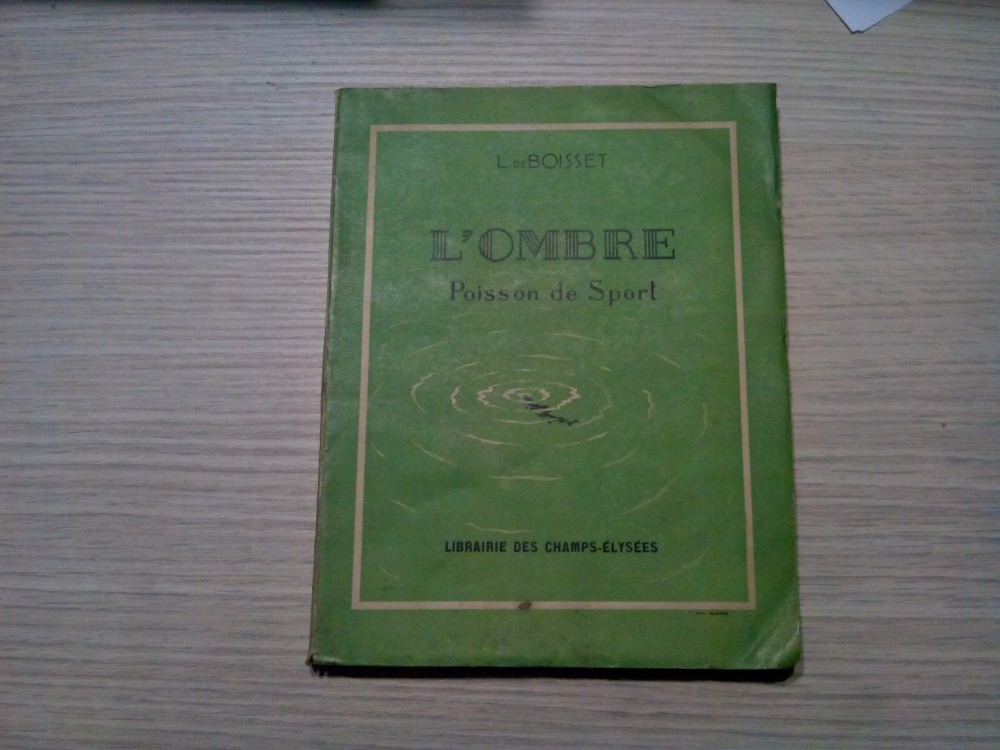 L. DE BOISSET
L'OMBRE
Poisson de Sport
LIBRAIRIE DES CHAMPS-ÉLYSÉES